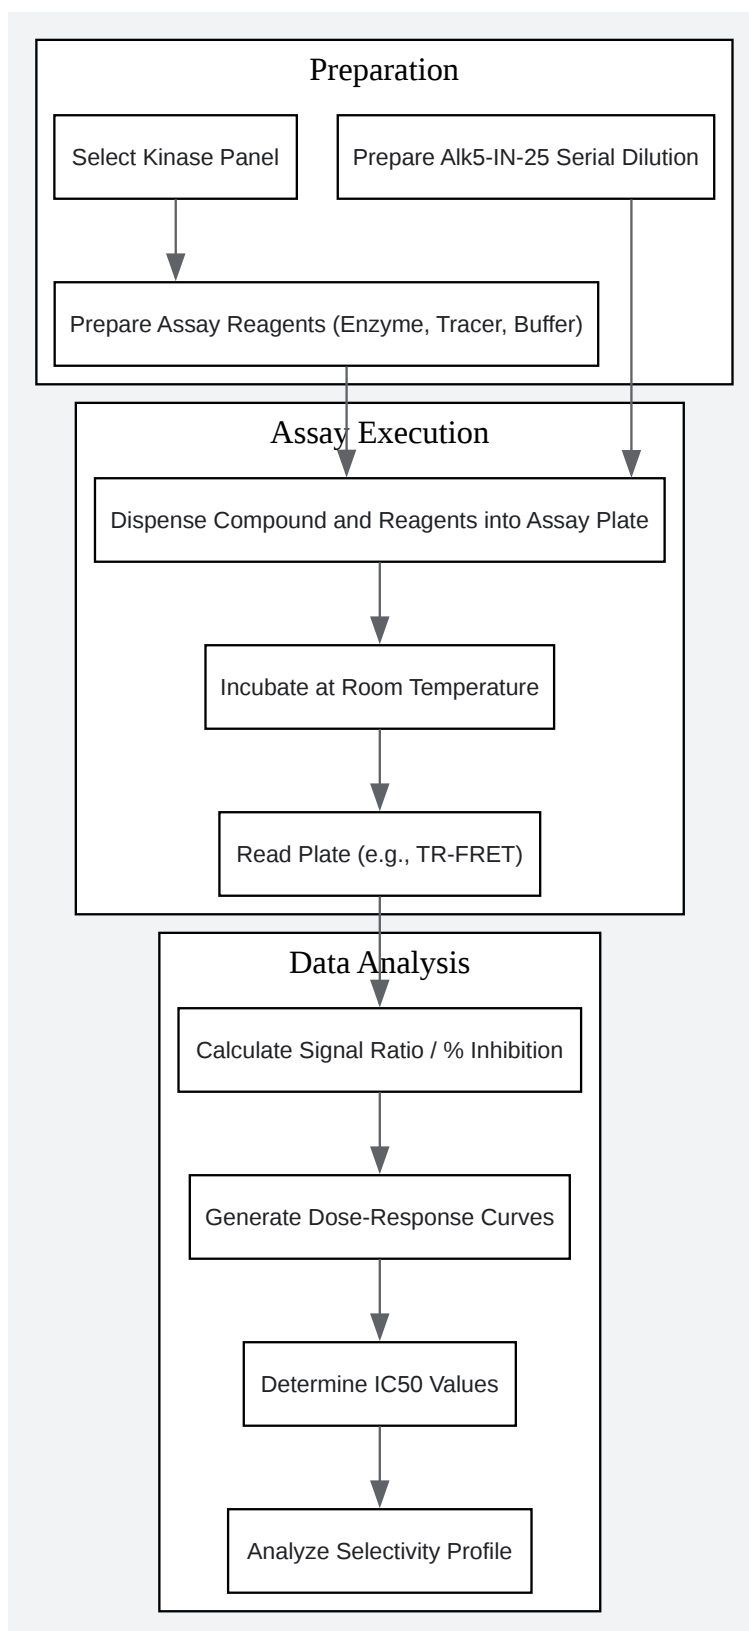 Preparation
Select Kinase Panel
Prepare Alk5-IN-25 Serial Dilution
Prepare Assay Reagents (Enzyme, Tracer, Buffer)
Assay Execution
Dispense Compound and Reagents into Assay Plate
Incubate at Room Temperature
Read Plate (e.g., TR-FRET)
Data Analysis
Calculate Signal Ratio / % Inhibition
Generate Dose-Response Curves
Determine IC50 Values
Analyze Selectivity Profile